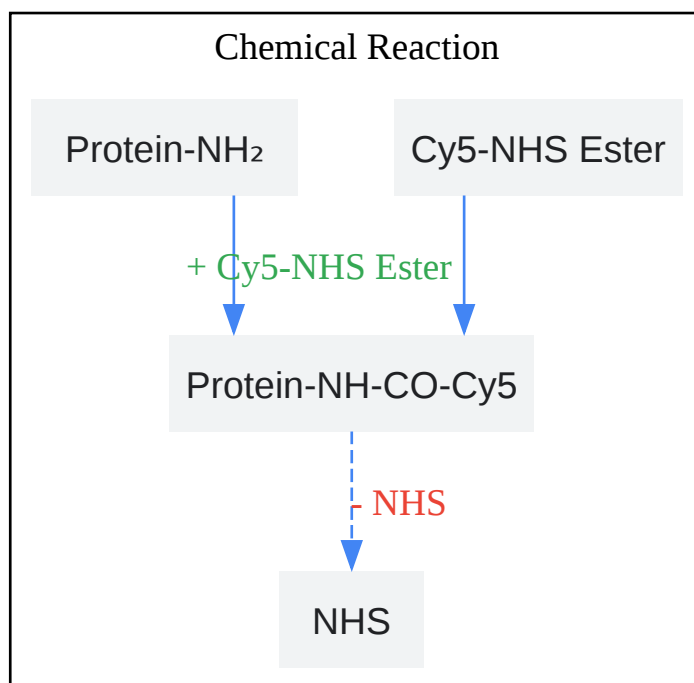 Chemical Reaction
Protein-NH₂
Cy5-NHS Ester
+ Cy5-NHS Ester
Protein-NH-CO-Cy5
- NHS
NHS